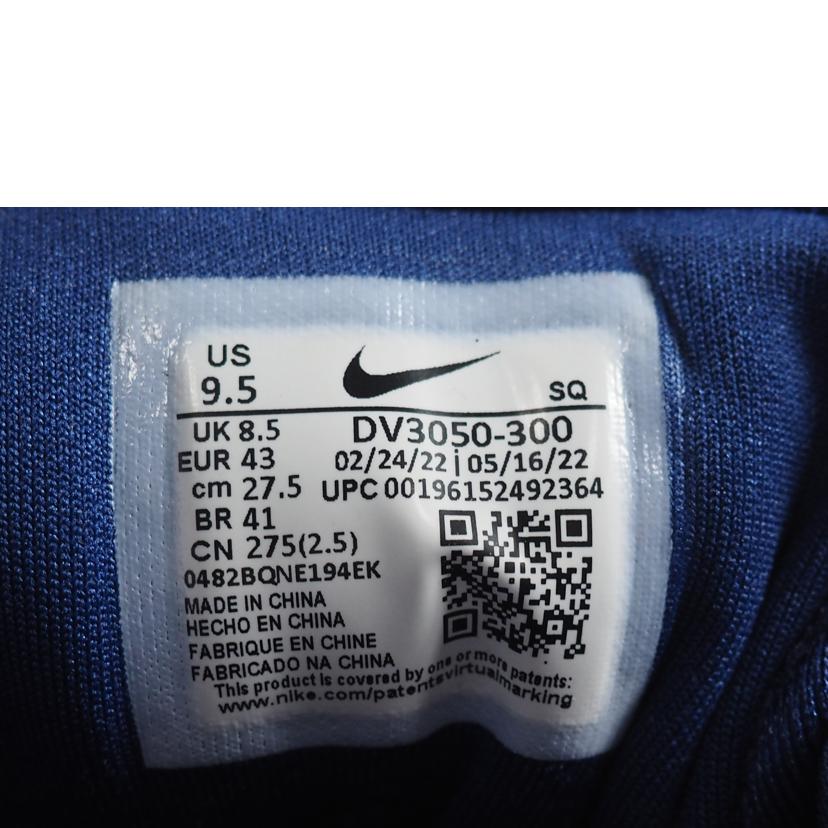 US
9.5
SQ
UK 8.5
EUR 43
cm 27.5
BR 41
CN 275(2.5)
DV3050-300
02/24/22 | 05/16/22
UPC 00196152492364
0482BQNE194EK
MADE IN CHINA
HECHO EN CHINA
FABRIQUE EN CHINE
FABRICADO NA CHINA
This product is covered by one or more patents:
www.nike.com/patentsvirtualmarking